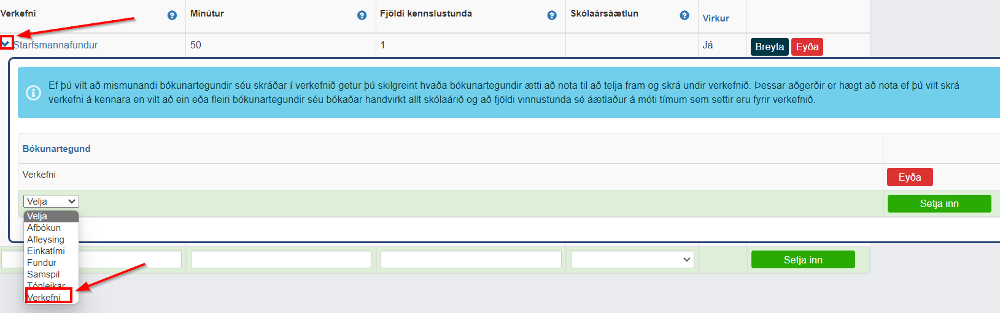 Verkefni ? Mínútur ? Fjöldi kennslustunda ? Skólaársáætlun ? Virkur
Starfsmannafundur 50 1 Já Breyta Eyða
Ef þú vilt að mismunandi bókunartegundir séu skráðar í verkefnið getur þú skilgreint hvaða bókunartegundir ætti að nota til að telja fram og skrá undir verkefnið. Þessar aðgerðir er hægt að nota ef þú vilt skrá
verkefni á kennara en vilt að ein eða fleiri bókunartegundir séu bókaðar handvirkt allt skólaárið og að fjöldi vinnustunda sé áætlaður á móti tímum sem settir eru fyrir verkefnið.
Bókunartegund
Verkefni Eyða
Velja Setja inn
Velja
Afbókun
Afleysing
Einkatími
Fundur
Samspil
Tónleikar
Verkefni
Setja inn